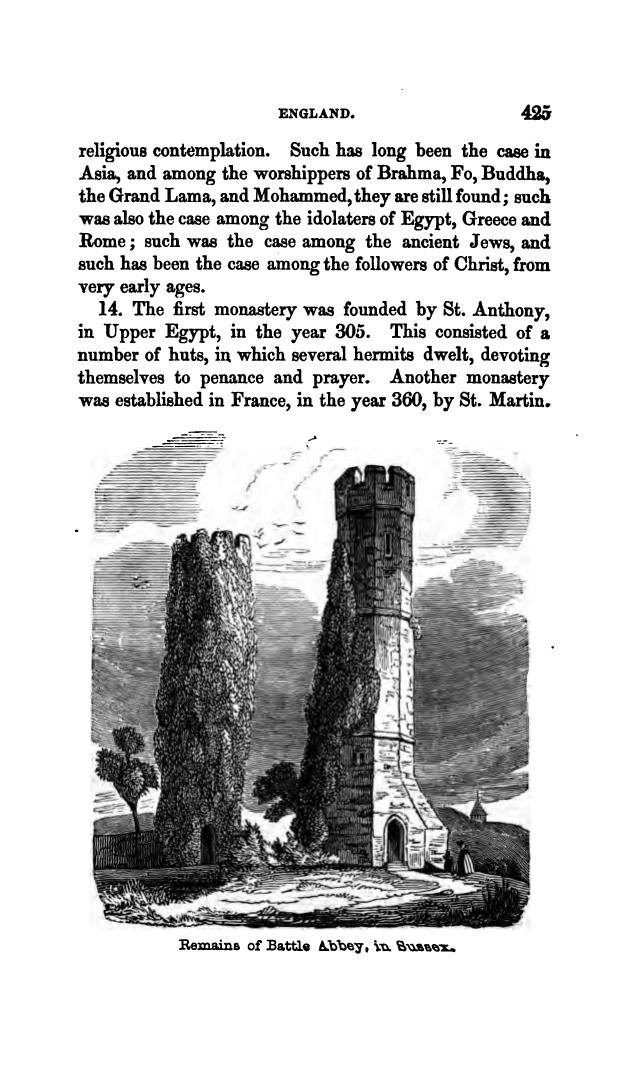 ENGLAND. 425
religious contemplation. Such has long been the case in
Asia, and among the worshippers of Brahma, Fo, Buddha,
the Grand Lama, and Mohammed, they are still found; such
was also the case among the idolaters of Egypt, Greece and
Rome; such was the case among the ancient Jews, and
such has been the case among the followers of Christ, from
very early ages.
14. The first monastery was founded by St. Anthony,
in Upper Egypt, in the year 305. This consisted of a
number of huts, in which several hermits dwelt, devoting
themselves to penance and prayer. Another monastery
was established in France, in the year 360, by St. Martin.
Remains of Battle Abbey, in Sussex.